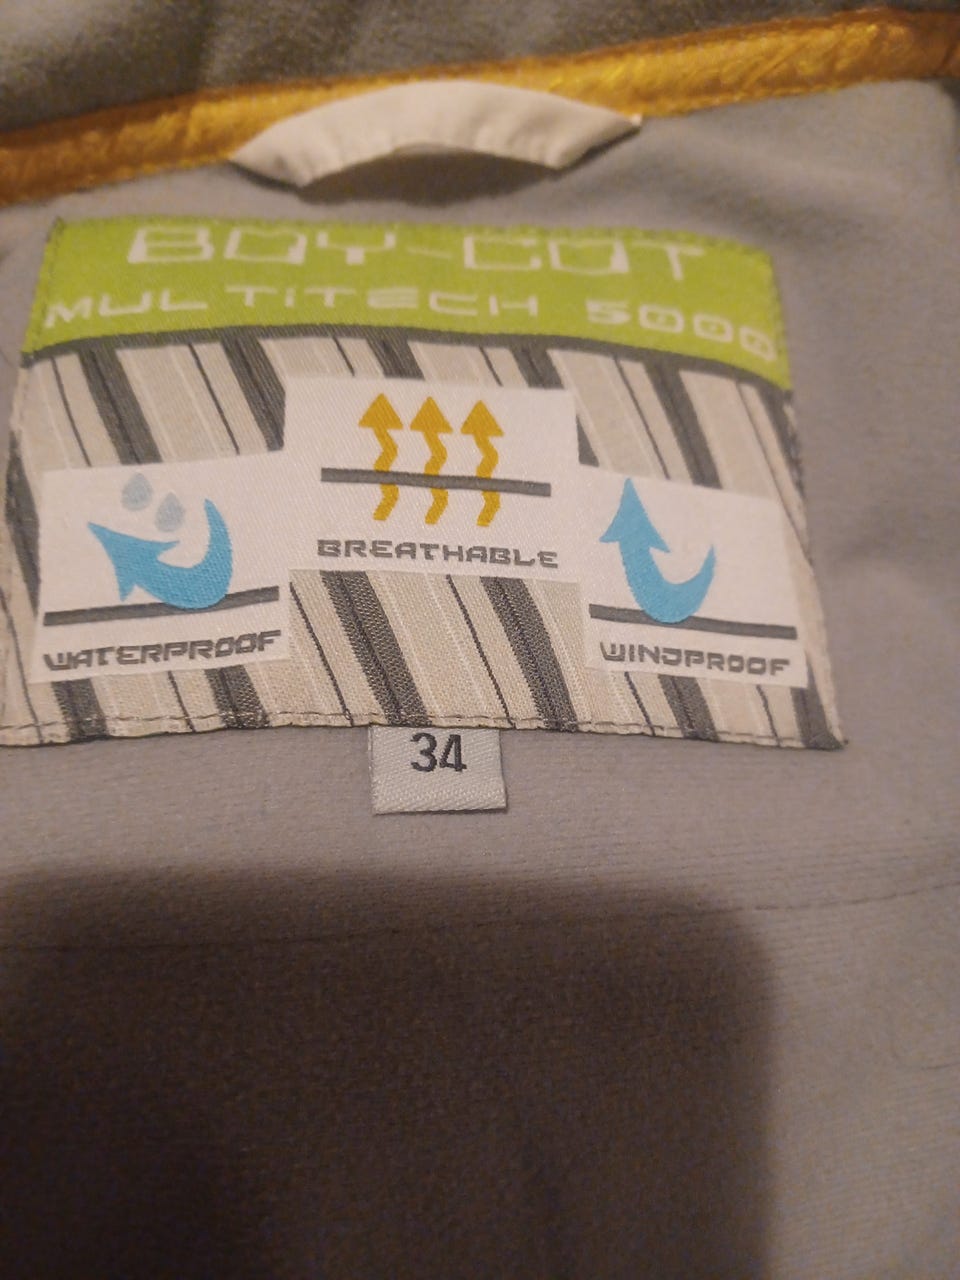 BOY-COT
MULTITECH 5000
BREATHABLE
WATERPROOF
WINDPROOF
34